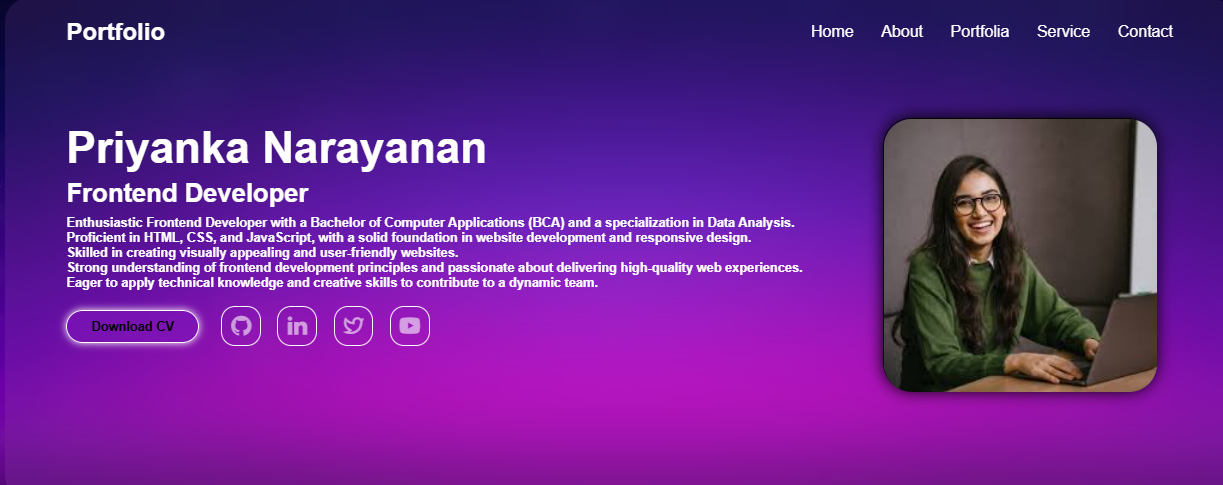 Portfolio
Home About Portfolia Service Contact
Priyanka Narayanan
Frontend Developer
Enthusiastic Frontend Developer with a Bachelor of Computer Applications (BCA) and a specialization in Data Analysis.
Proficient in HTML, CSS, and JavaScript, with a solid foundation in website development and responsive design.
Skilled in creating visually appealing and user-friendly websites.
Strong understanding of frontend development principles and passionate about delivering high-quality web experiences.
Eager to apply technical knowledge and creative skills to contribute to a dynamic team.
Download CV
in